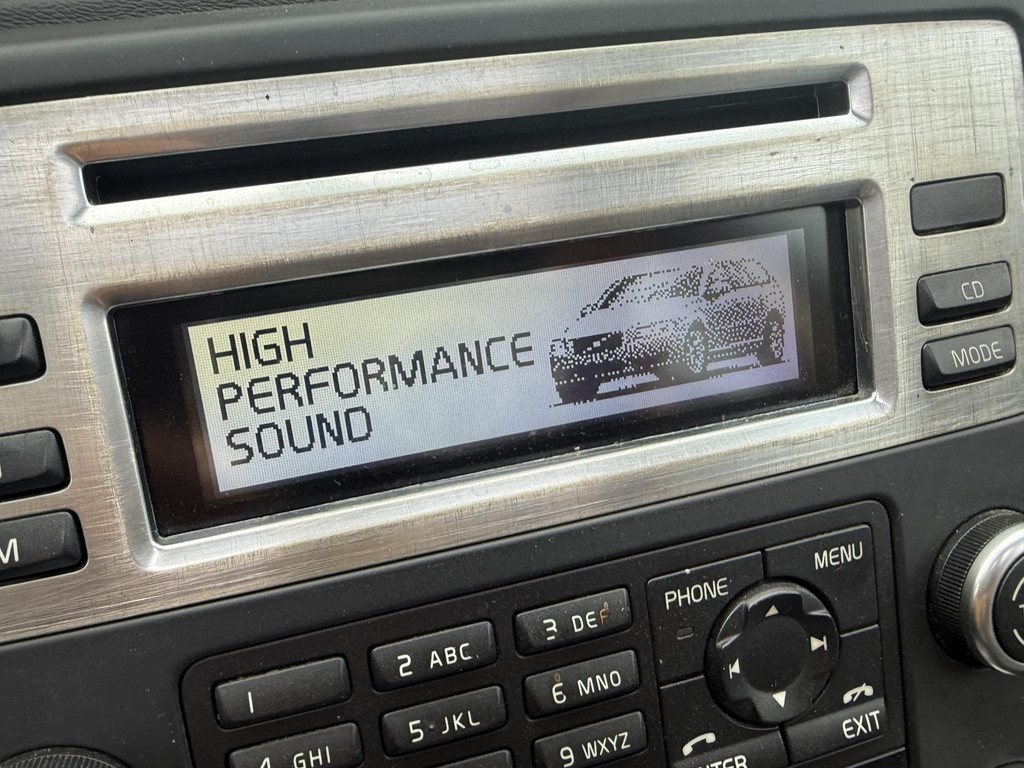 HIGH
PERFORMANCE
SOUND
CD
MODE
MENU
PHONE
1
2 ABC
3 DEF
4 GHI
5 JKL
6 MNO
9 WXYZ
EXIT